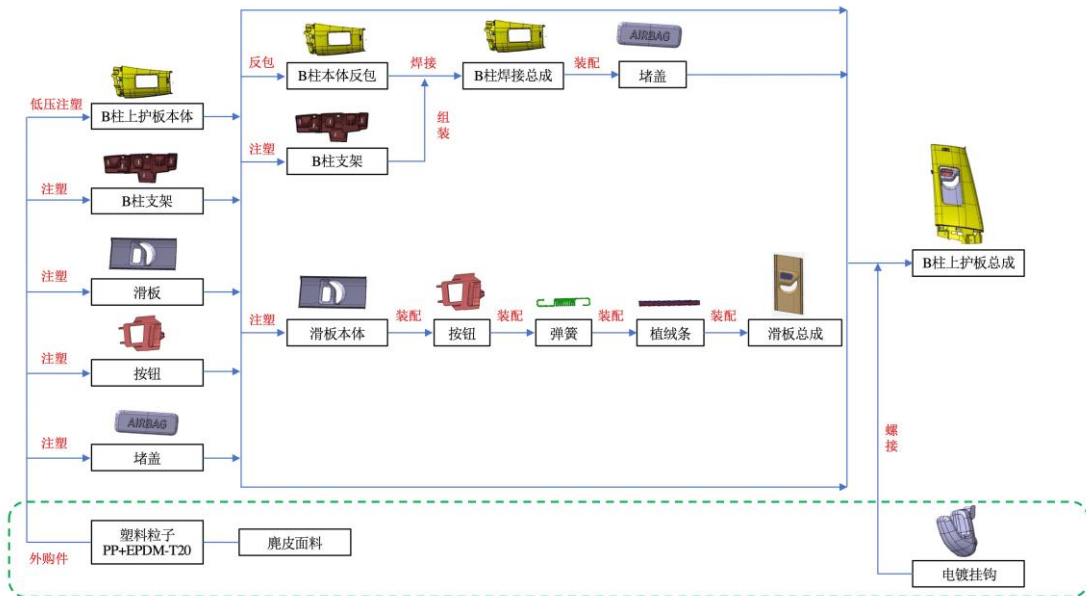 反包
B柱本体反包
焊接
B柱焊接总成
装配
AIRBAG
堵盖
低压注塑
B柱上护板本体
组
装
注塑
B柱支架
注塑
B柱支架
B柱上护板总成
注塑
滑板
注塑
滑板本体
装配
按钮
装配
弹簧
装配
植绒条
装配
滑板总成
注塑
按钮
AIRBAG
注塑
堵盖
螺
接
外购件
塑料粒子
PP+EPDM-T20
麂皮面料
电镀挂钩